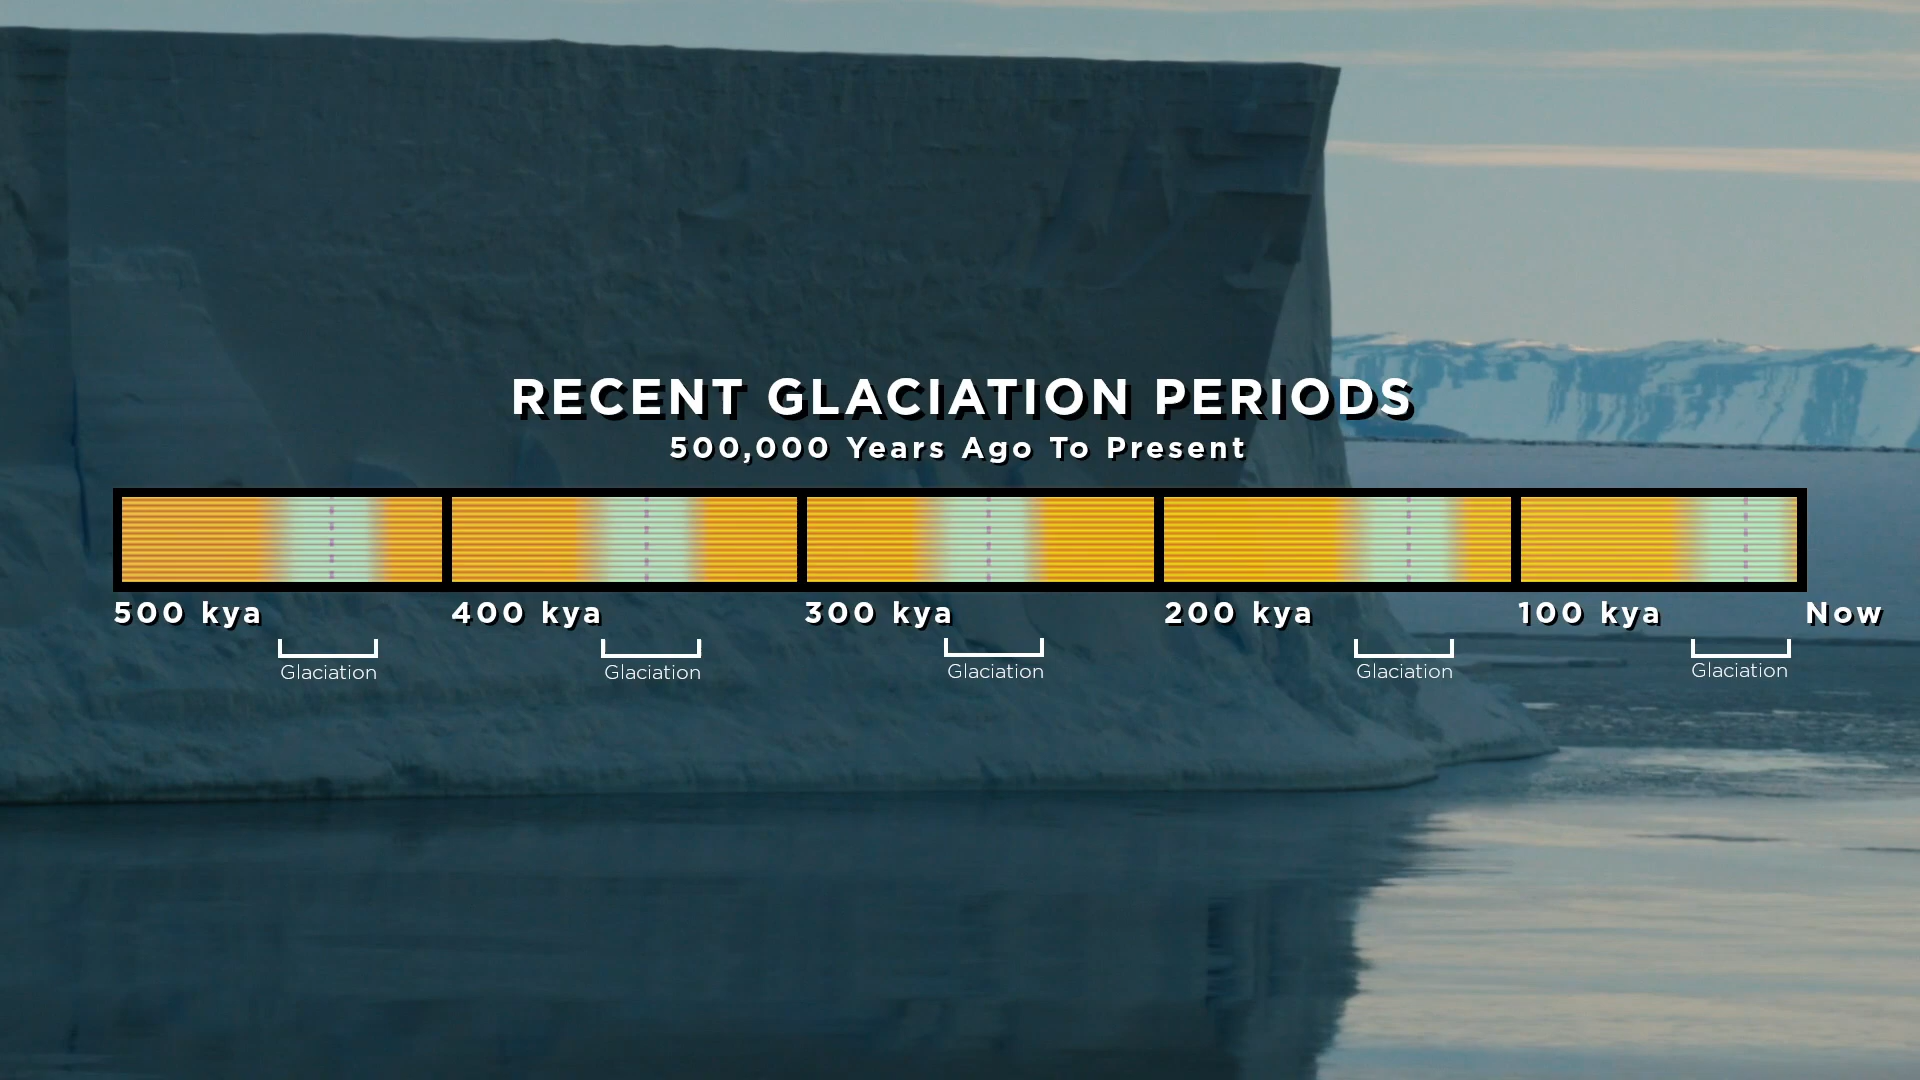 RECENT GLACIATION PERIODS
500,000 Years Ago To Present
500 kya 400 kya 300 kya 200 kya 100 kya Now
Glaciation Glaciation Glaciation Glaciation Glaciation